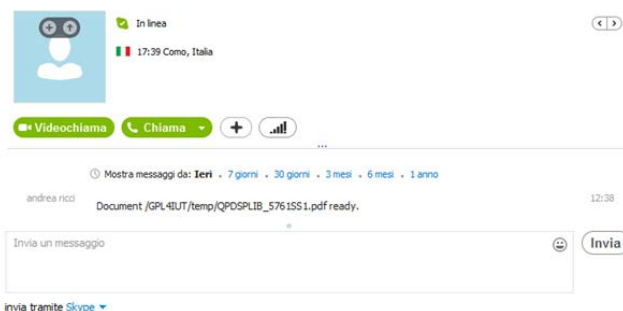 In linea
17:39 Como, Italia
Videochiama
Chiama
Mostra messaggi da: Ieri . 7 giorni . 30 giorni . 3 mesi . 6 mesi . 1 anno
andrea ricci
12:38
Document /GPL4IUT/temp/QPDSPLIB_5761SS1.pdf ready.
Invia un messaggio
Invia
invia tramite Skype